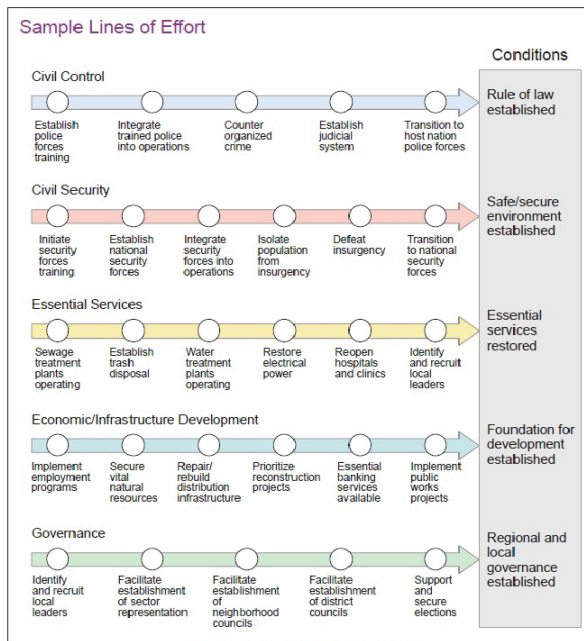 Sample Lines of Effort
Conditions
Civil Control
Establish police forces training
Integrate trained police into operations
Counter organized crime
Establish judicial system
Transition to host nation police forces
Rule of law established
Civil Security
Initiate security forces training
Establish national security forces
Integrate security forces into operations
Isolate population from insurgency
Defeat insurgency
Transition to national security forces
Safe/secure environment established
Essential Services
Sewage treatment plants operating
Establish trash disposal
Water treatment plants operating
Restore electrical power
Reopen hospitals and clinics
Identify and recruit local leaders
Essential services restored
Economic/Infrastructure Development
Implement employment programs
Secure vital natural resources
Repair/ rebuild distribution infrastructure
Prioritize reconstruction projects
Essential banking services available
Implement public works projects
Foundation for development established
Governance
Identify and recruit local leaders
Facilitate establishment of sector representation
Facilitate establishment of neighborhood councils
Facilitate establishment of district councils
Support and secure elections
Regional and local governance established